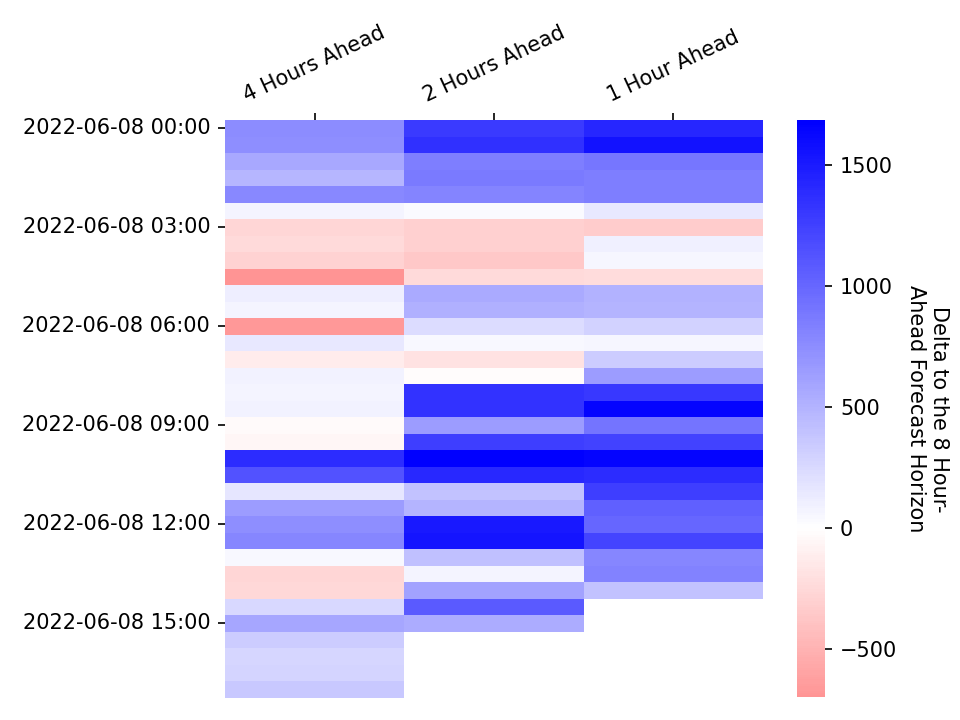 4 Hours Ahead
2 Hours Ahead
1 Hour Ahead
2022-06-08 00:00
2022-06-08 03:00
2022-06-08 06:00
2022-06-08 09:00
2022-06-08 12:00
2022-06-08 15:00
1500
1000
500
0
−500
Delta to the 8 Hour-
Ahead Forecast Horizon